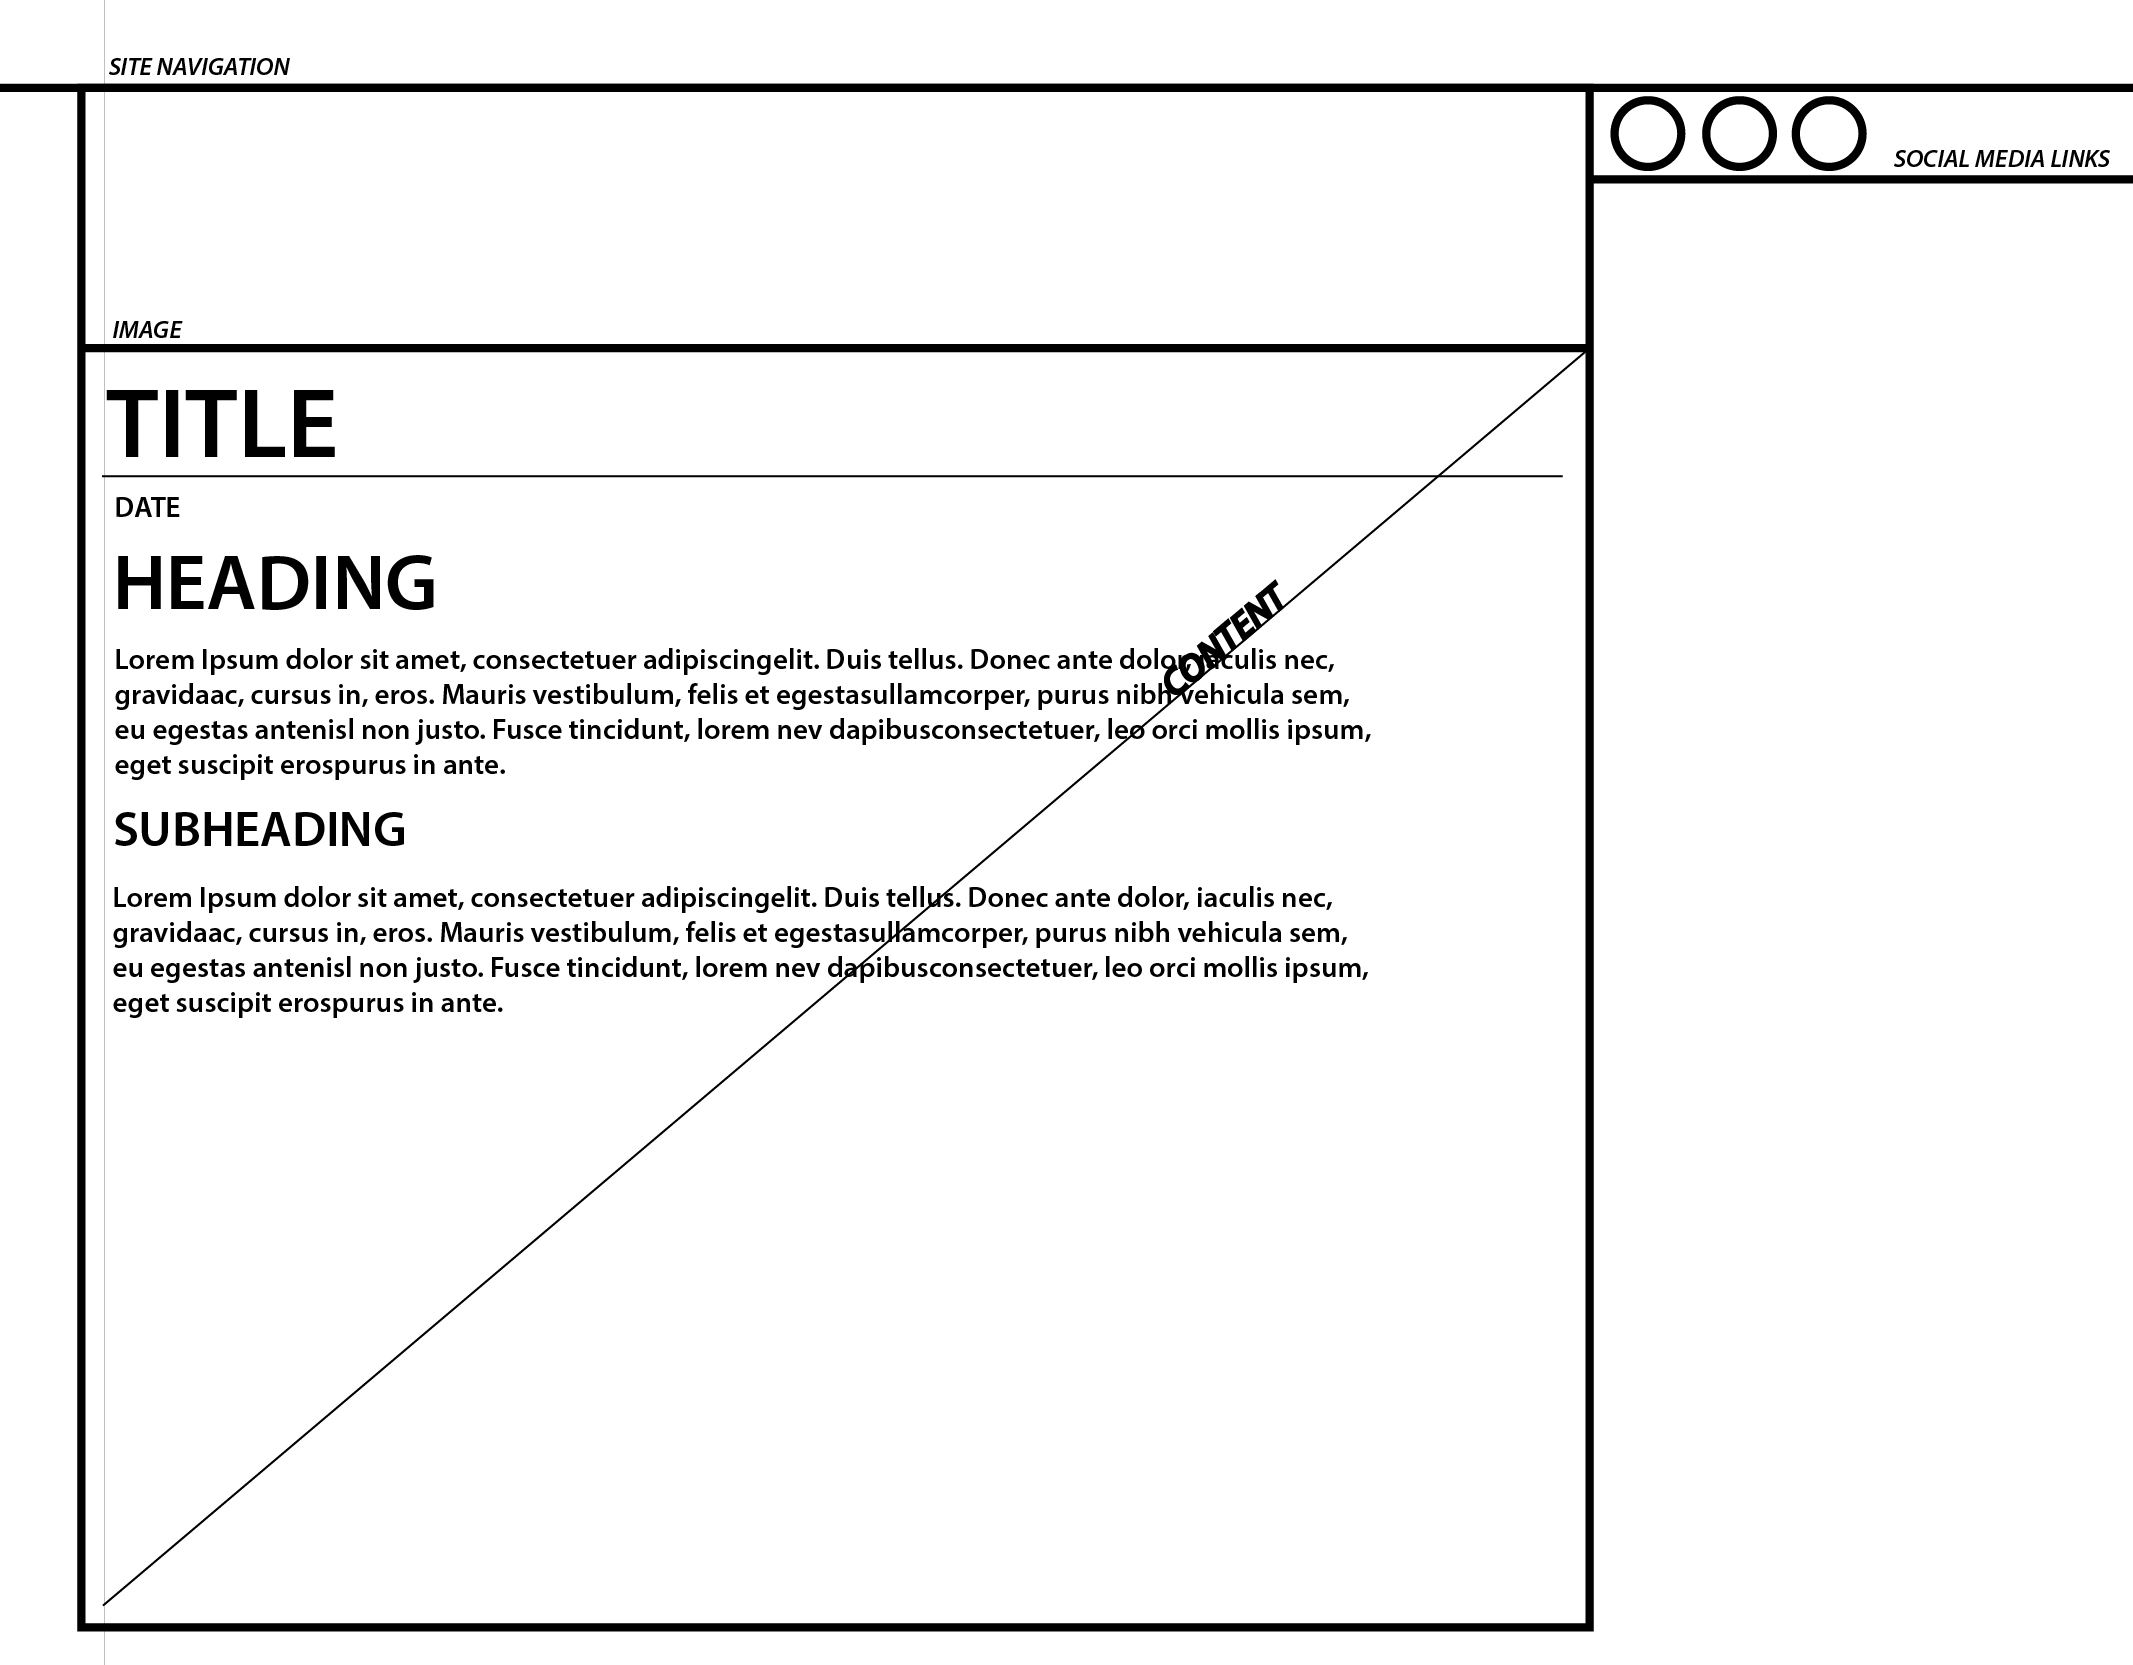 SITE NAVIGATION
SOCIAL MEDIA LINKS
IMAGE
TITLE
DATE
HEADING
CONTENT
Lorem Ipsum dolor sit amet, consectetuer adipiscingelit. Duis tellus. Donec ante dolor, iaculis nec,
gravidaac, cursus in, eros. Mauris vestibulum, felis et egestasullamcorper, purus nibh vehicula sem,
eu egestas antenisl non justo. Fusce tincidunt, lorem nev dapibusconsectetuer, leo orci mollis ipsum,
eget suscipit erospurus in ante.
SUBHEADING
Lorem Ipsum dolor sit amet, consectetuer adipiscingelit. Duis tellus. Donec ante dolor, iaculis nec,
gravidaac, cursus in, eros. Mauris vestibulum, felis et egestasullamcorper, purus nibh vehicula sem,
eu egestas antenisl non justo. Fusce tincidunt, lorem nev dapibusconsectetuer, leo orci mollis ipsum,
eget suscipit erospurus in ante.